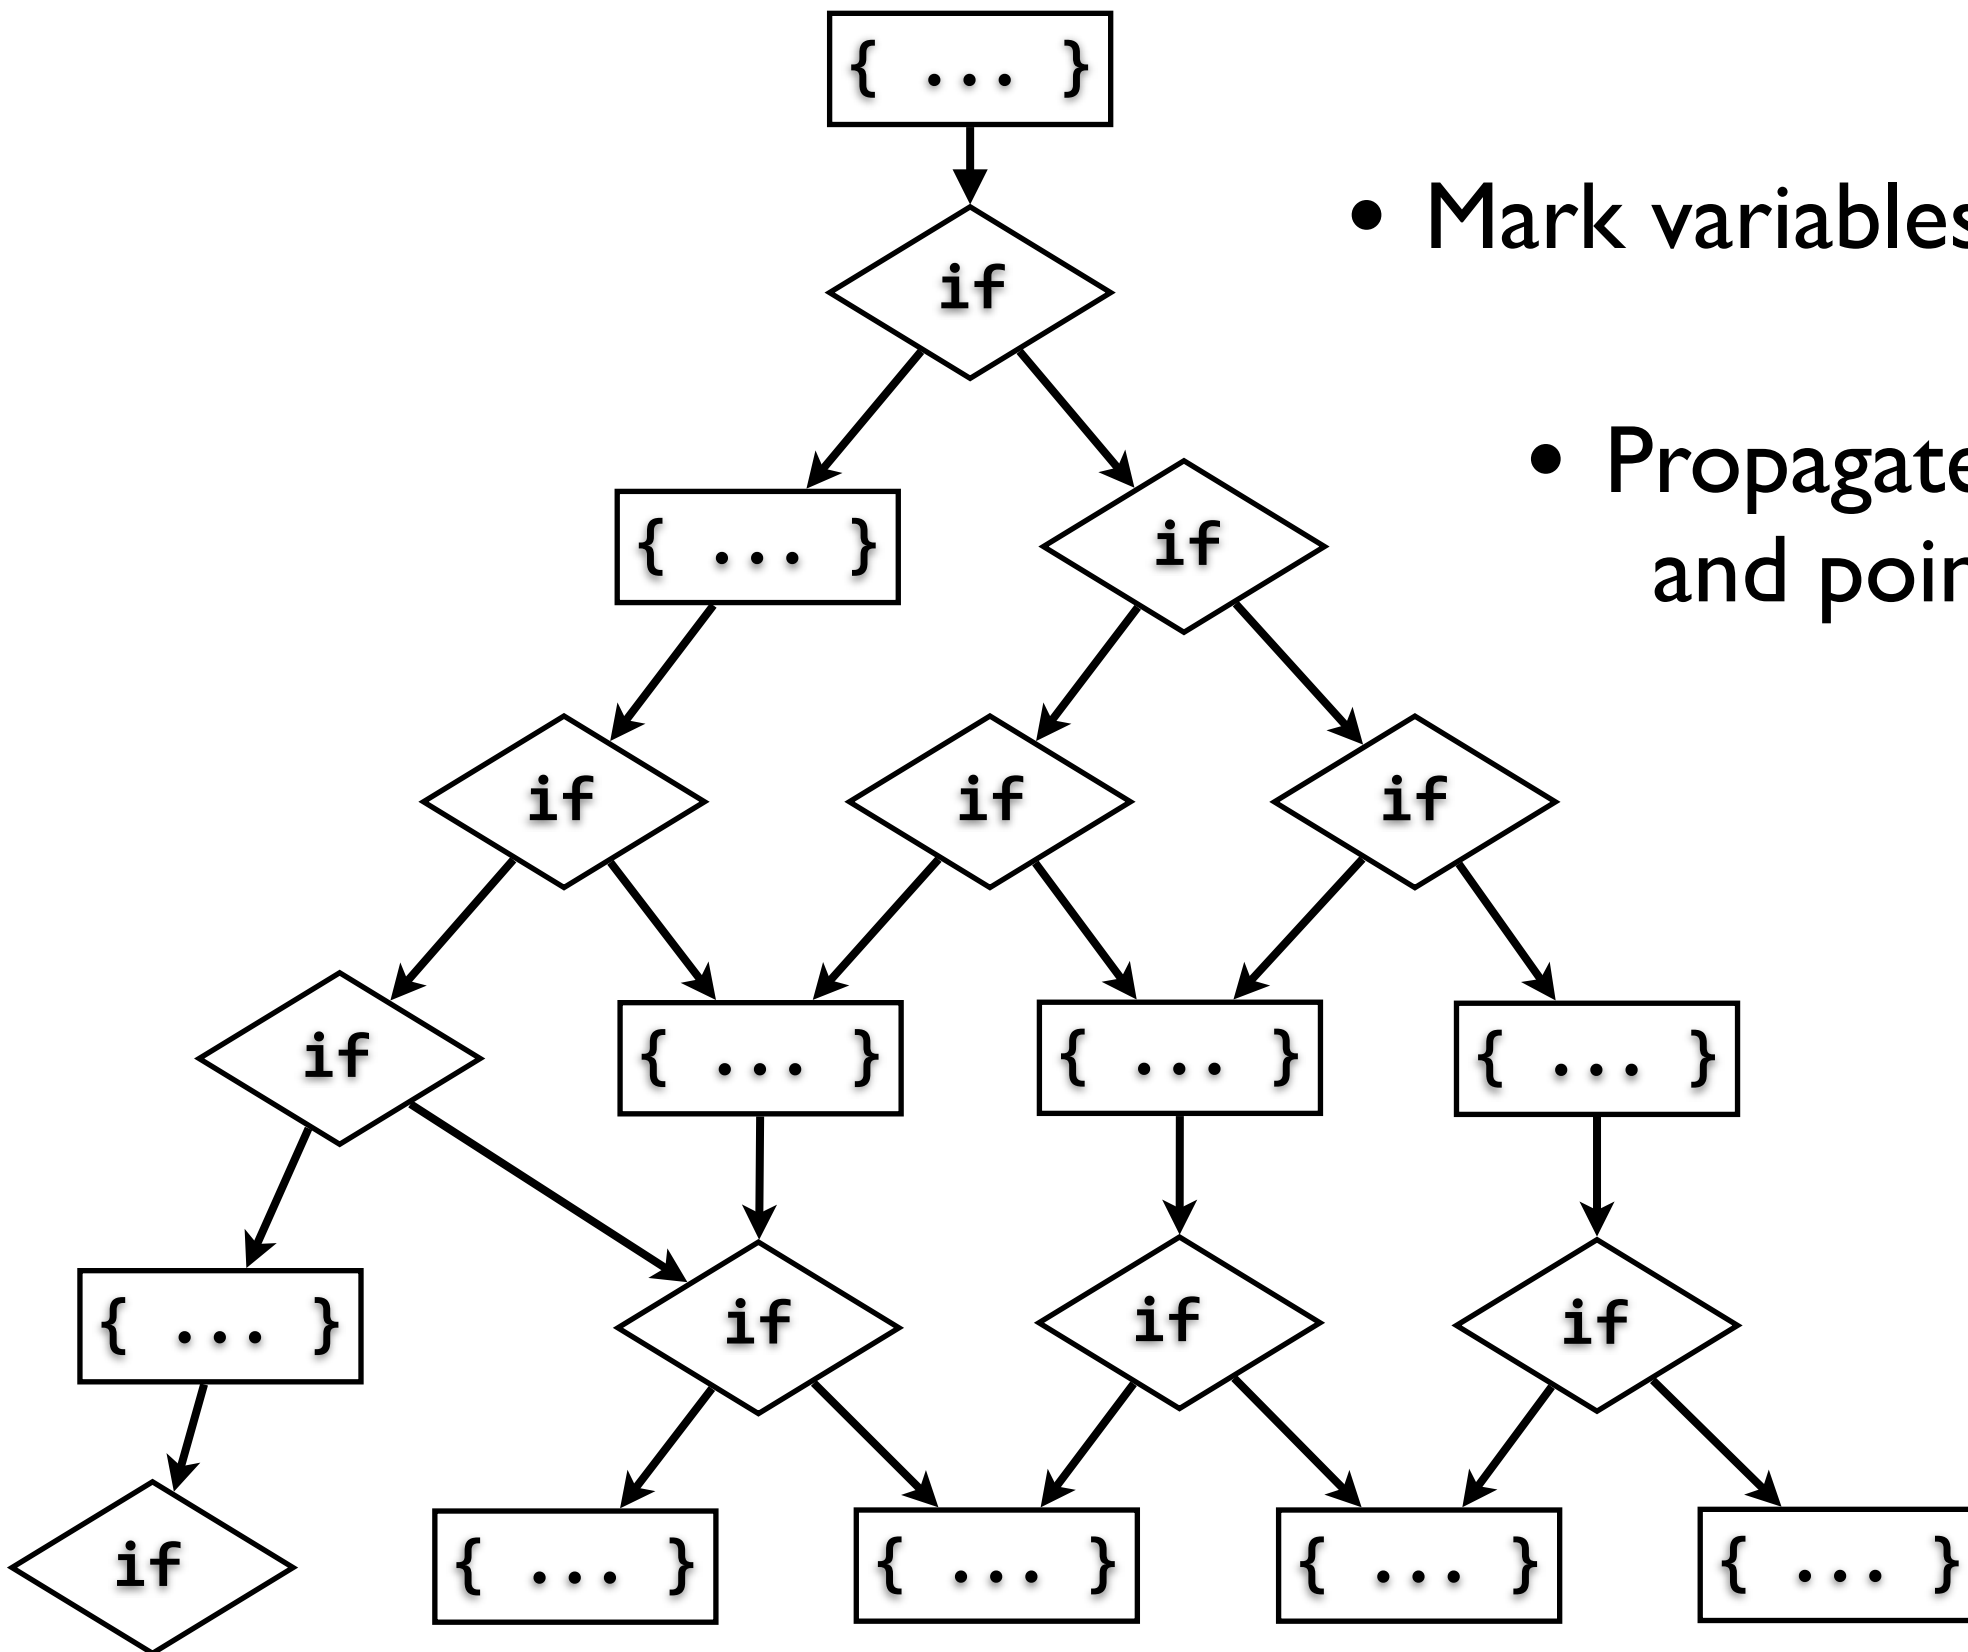 { ... }
• Mark variables
if
• Propagate
{ ... }
if
and poin
if
if
if
if
{ ... }
{ ... }
{ ... }
{ ... }
if
if
if
if
{ ... }
{ ... }
{ ... }
{ ... }